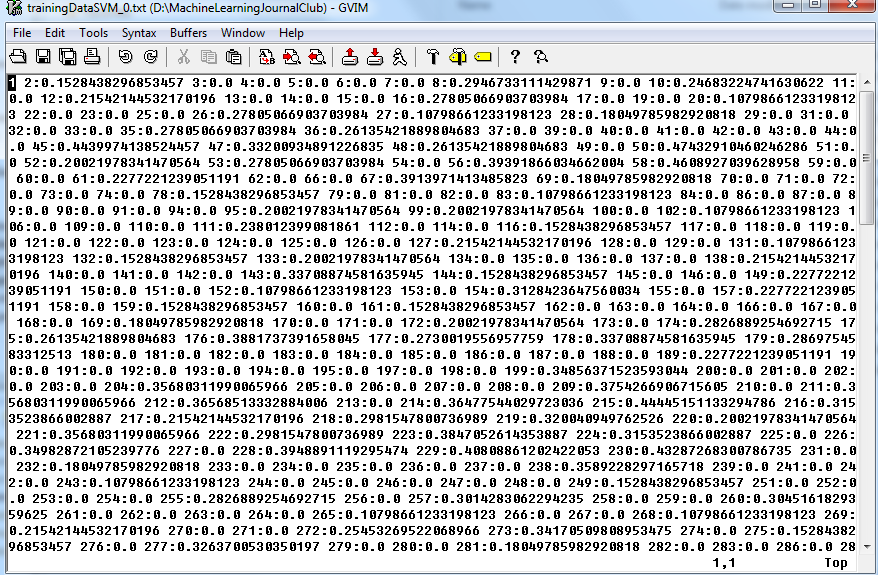 trainingDataSVM_0.txt (D:\MachineLearningJournalClub) - GVIM
File Edit Tools Syntax Buffers Window Help
1 2:0.1528438296853457 3:0.0 4:0.0 5:0.0 6:0.0 7:0.0 8:0.2946733111429871 9:0.0 10:0.24683224741630622 11:
0.0 12:0.21542144532170196 13:0.0 14:0.0 15:0.0 16:0.27805066903703984 17:0.0 19:0.0 20:0.1079866123319812
3 22:0.0 23:0.0 25:0.0 26:0.27805066903703984 27:0.10798661233198123 28:0.18049785982920818 29:0.0 31:0.0
32:0.0 33:0.0 35:0.27805066903703984 36:0.26135421889804683 37:0.0 39:0.0 40:0.0 41:0.0 42:0.0 43:0.0 44:0
.0 45:0.4439974138524457 47:0.33200934891226835 48:0.26135421889804683 49:0.0 50:0.47432910460246286 51:0.
0 52:0.20021978341470564 53:0.27805066903703984 54:0.0 56:0.39391866034662004 58:0.4608927039628958 59:0.0
60:0.0 61:0.2277221239051191 62:0.0 66:0.0 67:0.3913971413485823 69:0.18049785982920818 70:0.0 71:0.0 72:
0.0 73:0.0 74:0.0 78:0.1528438296853457 79:0.0 81:0.0 82:0.0 83:0.10798661233198123 84:0.0 86:0.0 87:0.0 8
9:0.0 90:0.0 91:0.0 94:0.0 95:0.20021978341470564 99:0.20021978341470564 100:0.0 102:0.10798661233198123 1
06:0.0 109:0.0 110:0.0 111:0.238012399081861 112:0.0 114:0.0 116:0.1528438296853457 117:0.0 118:0.0 119:0.
0 121:0.0 122:0.0 123:0.0 124:0.0 125:0.0 126:0.0 127:0.21542144532170196 128:0.0 129:0.0 131:0.1079866123
3198123 132:0.1528438296853457 133:0.20021978341470564 134:0.0 135:0.0 136:0.0 137:0.0 138:0.2154214453217
0196 140:0.0 141:0.0 142:0.0 143:0.33708874581635945 144:0.1528438296853457 145:0.0 146:0.0 149:0.22772212
39051191 150:0.0 151:0.0 152:0.10798661233198123 153:0.0 154:0.3128423647560034 155:0.0 157:0.227722123905
1191 158:0.0 159:0.1528438296853457 160:0.0 161:0.1528438296853457 162:0.0 163:0.0 164:0.0 166:0.0 167:0.0
168:0.0 169:0.18049785982920818 170:0.0 171:0.0 172:0.20021978341470564 173:0.0 174:0.2826889254692715 17
5:0.26135421889804683 176:0.3881737391658045 177:0.2730019556957759 178:0.33708874581635945 179:0.28697545
83312513 180:0.0 181:0.0 182:0.0 183:0.0 184:0.0 185:0.0 186:0.0 187:0.0 188:0.0 189:0.2277221239051191 19
0:0.0 191:0.0 192:0.0 193:0.0 194:0.0 195:0.0 197:0.0 198:0.0 199:0.34856371523593044 200:0.0 201:0.0 202:
0.0 203:0.0 204:0.35680311990065966 205:0.0 206:0.0 207:0.0 208:0.0 209:0.3754266906715605 210:0.0 211:0.3
5680311990065966 212:0.36568513332884006 213:0.0 214:0.36477544029723036 215:0.44445151133294786 216:0.315
3523866002887 217:0.21542144532170196 218:0.2981547800736989 219:0.320040949762526 220:0.20021978341470564
221:0.35680311990065966 222:0.2981547800736989 223:0.3847052614353887 224:0.3153523866002887 225:0.0 226:
0.34982872105239776 227:0.0 228:0.3948891119295474 229:0.4080861202422053 230:0.43287268300786735 231:0.0
232:0.18049785982920818 233:0.0 234:0.0 235:0.0 236:0.0 237:0.0 238:0.3589228297165718 239:0.0 241:0.0 24
2:0.0 243:0.10798661233198123 244:0.0 245:0.0 246:0.0 247:0.0 248:0.0 249:0.1528438296853457 251:0.0 252:0
.0 253:0.0 254:0.0 255:0.2826889254692715 256:0.0 257:0.3014283062294235 258:0.0 259:0.0 260:0.30451618293
59625 261:0.0 262:0.0 263:0.0 264:0.0 265:0.10798661233198123 266:0.0 267:0.0 268:0.10798661233198123 269:
0.21542144532170196 270:0.0 271:0.0 272:0.25453269522068966 273:0.34170509808953475 274:0.0 275:0.15284382
96853457 276:0.0 277:0.3263700530350197 279:0.0 280:0.0 281:0.18049785982920818 282:0.0 283:0.0 286:0.0 28
1,1 Top